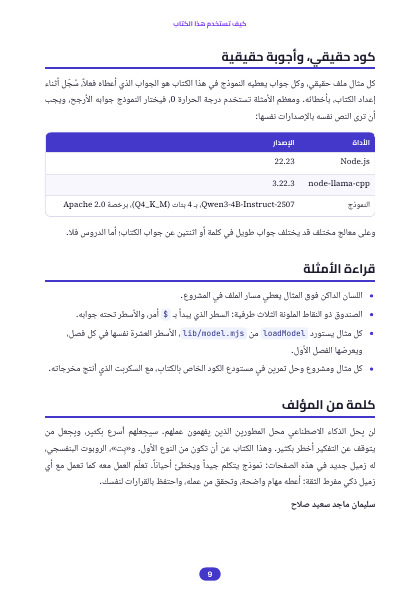 كيف تستخدم هذا الكتاب
كود حقيقي، وأجوبة حقيقية
كل مثال ملف حقيقي، وكل جواب يعطيه النموذج في هذا الكتاب هو الجواب الذي أعطاه فعلاً، سُجّل أثناء
إعداد الكتاب، بأخطائه. ومعظم الأمثلة تستخدم درجة الحرارة 0، فيختار النموذج جوابه الأرجح، ويجب
أن ترى النص نفسه بالإصدارات نفسها:
الأداة الإصدار
Node.js 22.23
node-llama-cpp 3.22.3
النموذج Qwen3-4B-Instruct-2507، بـ 4 بتات (Q4_K_M)، برخصة Apache 2.0
وعلى معالج مختلف قد يختلف جواب طويل في كلمة أو اثنتين عن جواب الكتاب؛ أما الدروس فلا.
قراءة الأمثلة
اللسان الداكن فوق المثال يعطي مسار الملف في المشروع.
الصندوق ذو النقاط الملونة الثلاث طرفية: السطر الذي يبدأ بـ $ أمر، والأسطر تحته جوابه.
كل مثال يستورد loadModel من lib/model.mjs، الأسطر العشرة نفسها في كل فصل،
ويعرضها الفصل الأول.
كل مثال ومشروع وحل تمرين في مستودع الكود الخاص بالكتاب، مع السكربت الذي أنتج مخرجاته.
كلمة من المؤلف
لن يحل الذكاء الاصطناعي محل المطورين الذين يفهمون عملهم. سيجعلهم أسرع بكثير، ويجعل من
يتوقف عن التفكير أخطر بكثير. وهذا الكتاب عن أن تكون من النوع الأول. و«بِت»، الروبوت البنفسجي،
له زميل جديد في هذه الصفحات: نموذج يتكلم جيداً ويخطئ أحياناً. تعلّم العمل معه كما تعمل مع أي
زميل ذكي مفرط الثقة: أعطه مهام واضحة، وتحقق من عمله، واحتفظ بالقرارات لنفسك.
سليمان ماجد سعيد صلاح
9